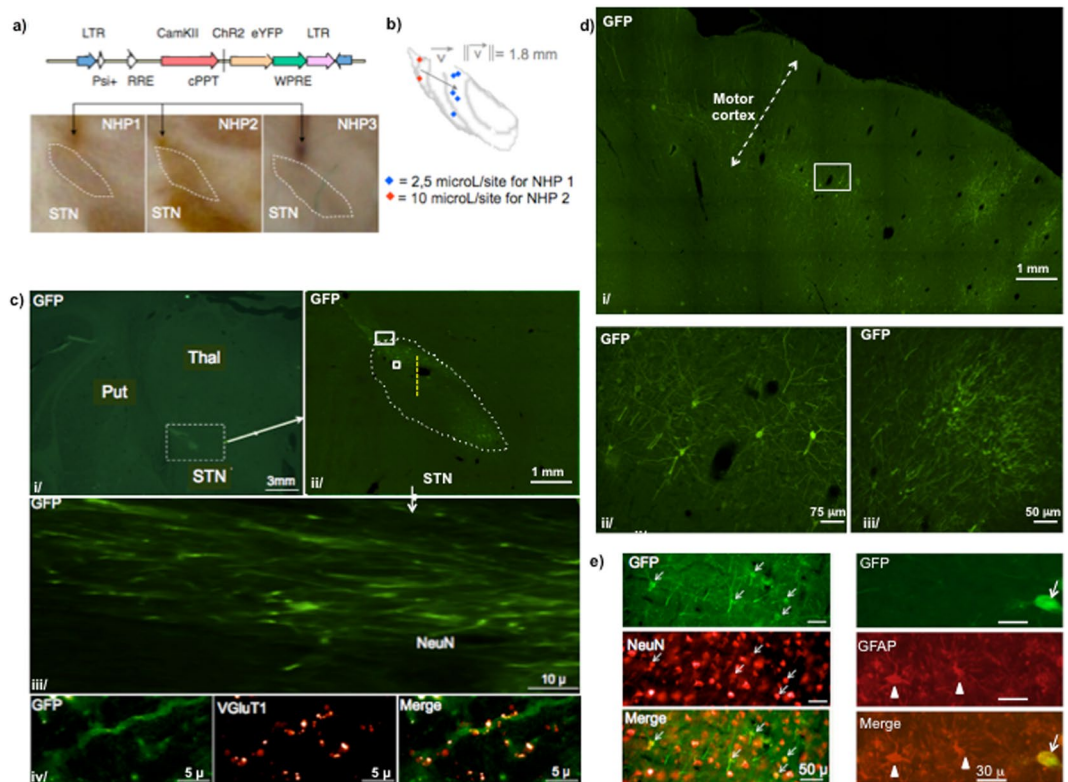 a)
LTR CamKII ChR2 eYFP LTR
Psi+ RRE cPPT WPRE
NHP1 NHP2 NHP3
STN STN STN
b)
v ||v||= 1.8 mm
= 2,5 microL/site for NHP 1
= 10 microL/site for NHP 2
c)
GFP
Thal
Put
STN
i/
3mm
GFP
STN
ii/
1 mm
GFP
NeuN
iii/
10 µ
GFP VGluT1 Merge
iv/
5 µ 5 µ 5 µ
d)
GFP
Motor
cortex
1 mm
i/
GFP
75 µm
ii/
GFP
50 µm
iii/
e)
GFP
NeuN
Merge
50 µ
GFP
GFAP
Merge
30 µ